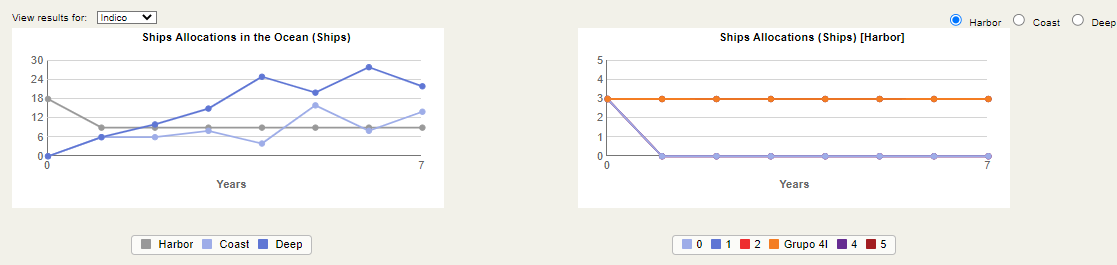 View results for: Indico
Harbor Coast Deep
Ships Allocations in the Ocean (Ships)
30
24
18
12
6
0
0 7
Years
Harbor Coast Deep
Ships Allocations (Ships) [Harbor]
5
4
3
2
1
0
0 7
Years
0 1 2 Grupo 4I 4 5